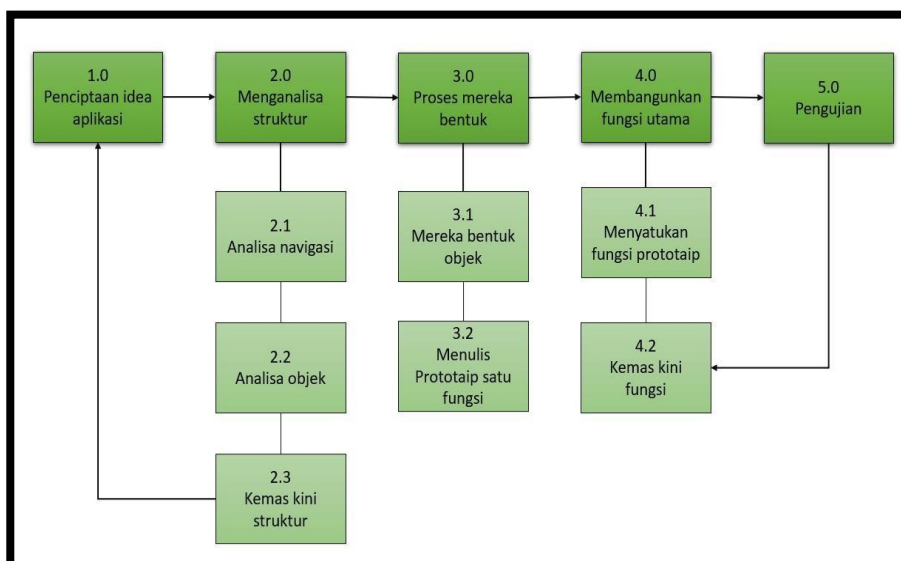 1.0
Penciptaan idea
aplikasi
2.0
Menganalisa
struktur
3.0
Proses mereka
bentuk
4.0
Membangunkan
fungsi utama
5.0
Pengujian
2.1
Analisa navigasi
3.1
Mereka bentuk
objek
4.1
Menyatukan
fungsi prototaip
2.2
Analisa objek
3.2
Menulis
Prototaip satu
fungsi
4.2
Kemas kini
fungsi
2.3
Kemas kini
struktur